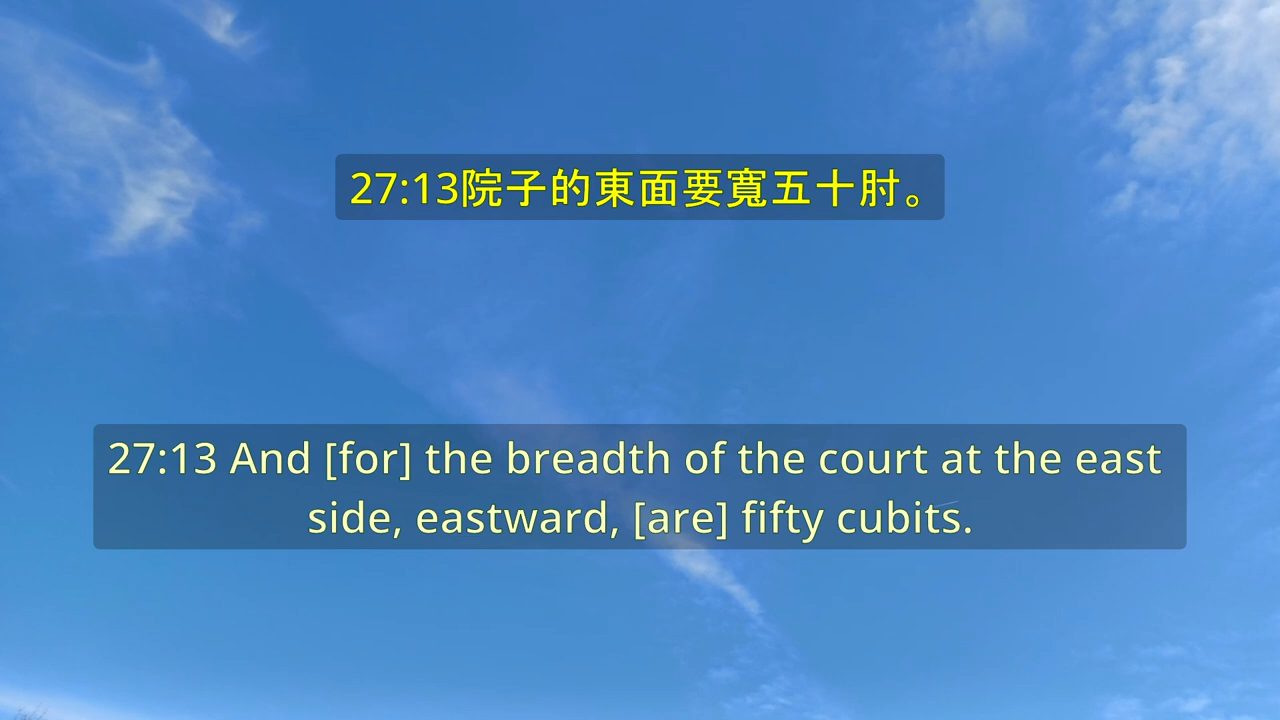 27:13院子的東面要寬五十肘。
27:13 And [for] the breadth of the court at the east
side, eastward, [are] fifty cubits.